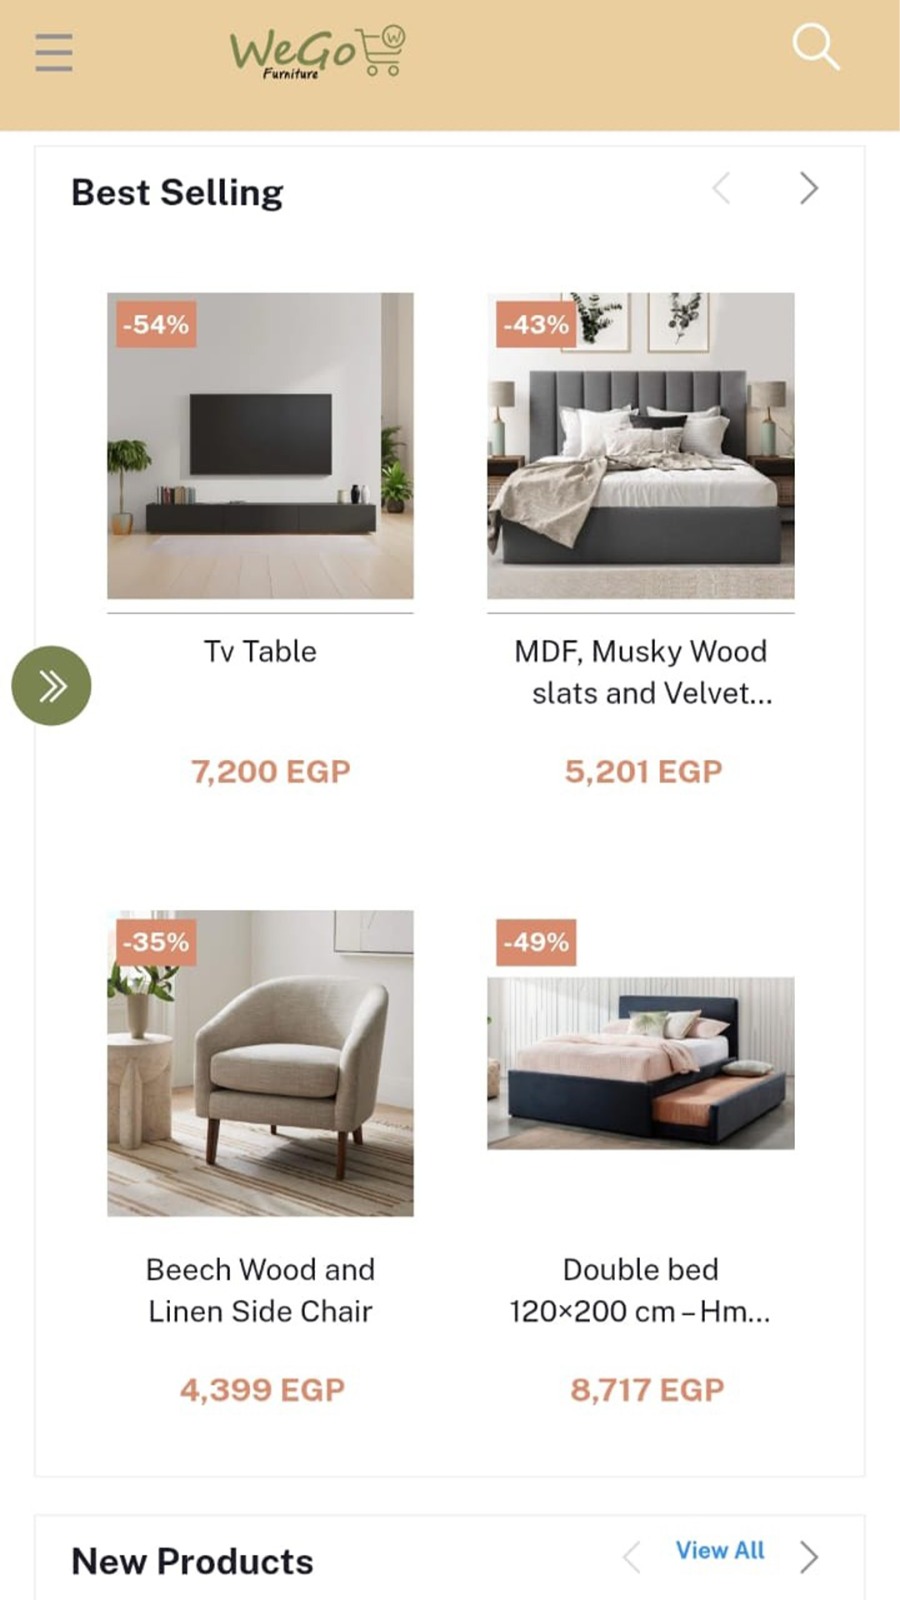 WeGo
W
Furniture
Best Selling
-54%
-43%
Tv Table
MDF, Musky Wood
slats and Velvet...
7,200 EGP
5,201 EGP
-35%
-49%
Beech Wood and
Linen Side Chair
Double bed
120×200 cm – Hm...
4,399 EGP
8,717 EGP
New Products
View All